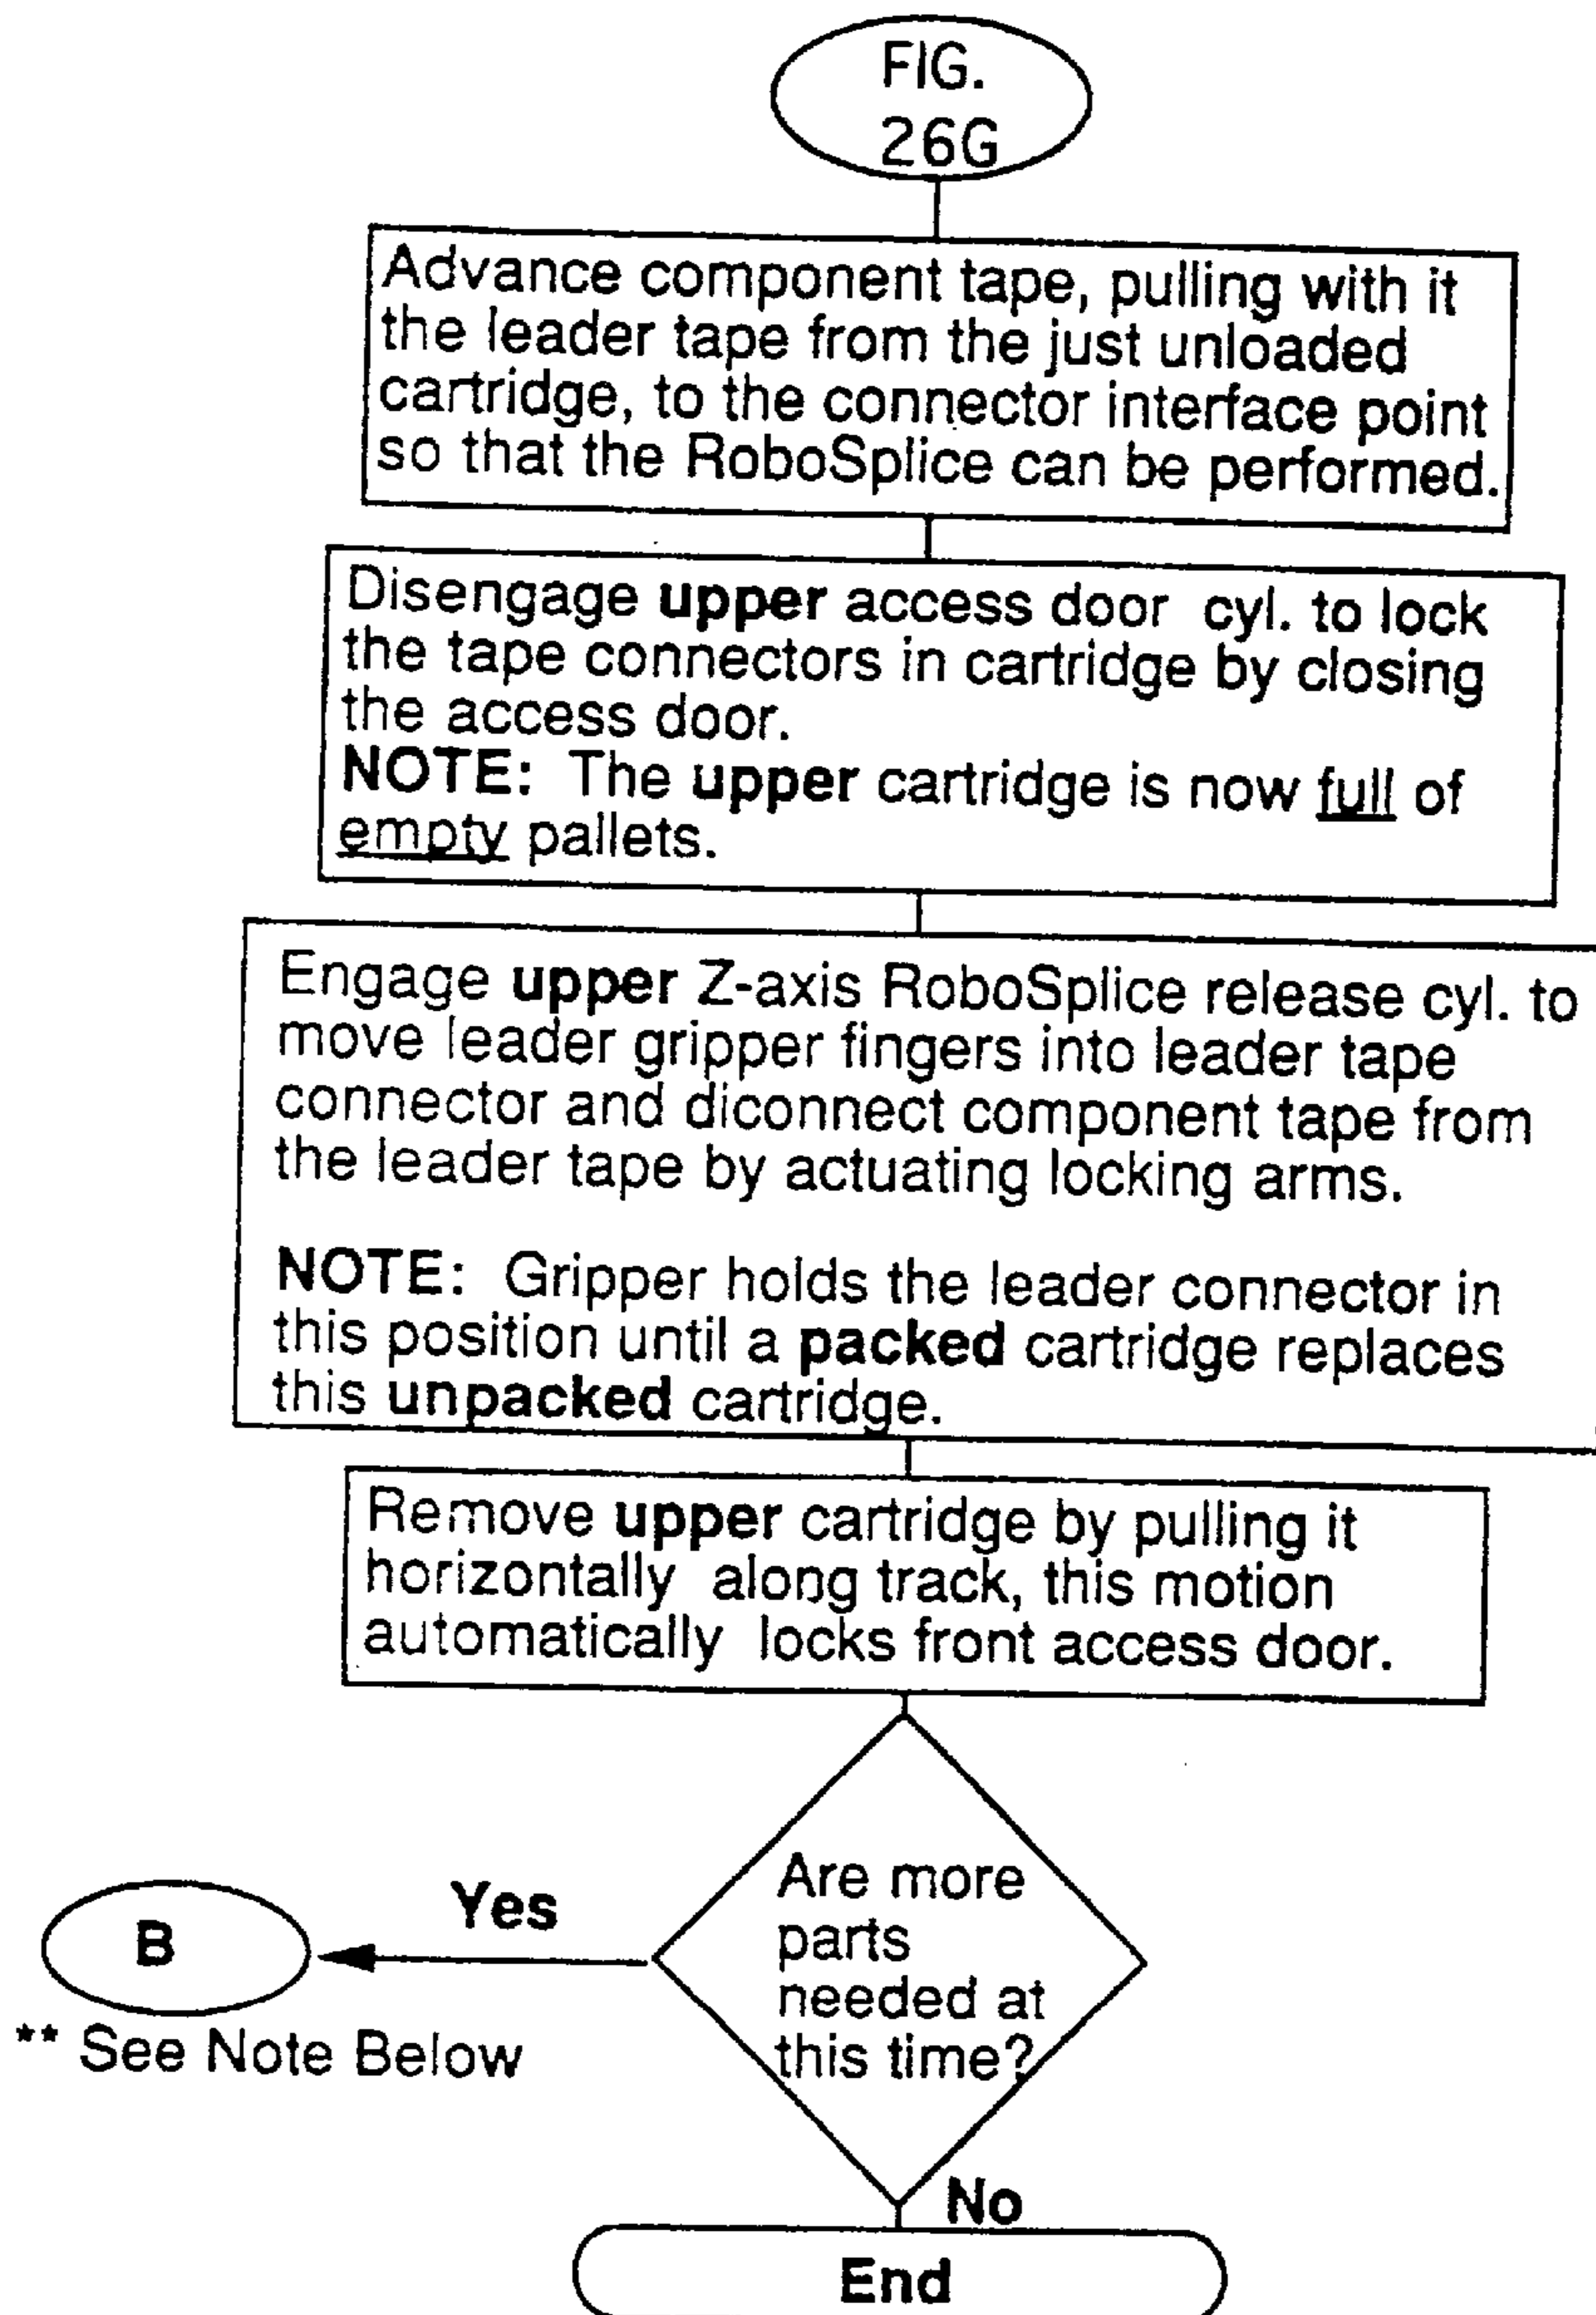 FIG.
26G
Advance component tape, pulling with it
the leader tape from the just unloaded
cartridge, to the connector interface point
so that the RoboSplice can be performed.
Disengage upper access door cyl. to lock
the tape connectors in cartridge by closing
the access door.
NOTE: The upper cartridge is now full of
empty pallets.
Engage upper Z-axis RoboSplice release cyl. to
move leader gripper fingers into leader tape
connector and diconnect component tape from
the leader tape by actuating locking arms.
NOTE: Gripper holds the leader connector in
this position until a packed cartridge replaces
this unpacked cartridge.
Remove upper cartridge by pulling it
horizontally along track, this motion
automatically locks front access door.
Are more
parts
needed at
this time?
Yes
B
** See Note Below
No
End